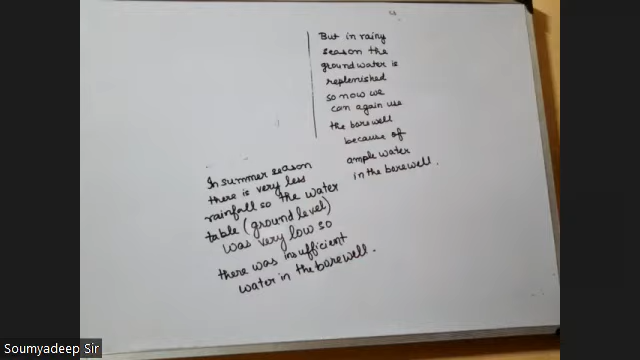 In summer season
there is very less
rainfall so the water
table (ground level)
was very low so
there was insufficient
water in the borewell.
But in rainy
season the
groundwater is
replenished
so now we
can again use
the borewell
because of
ample water
in the borewell.
Soumyadeep Sir